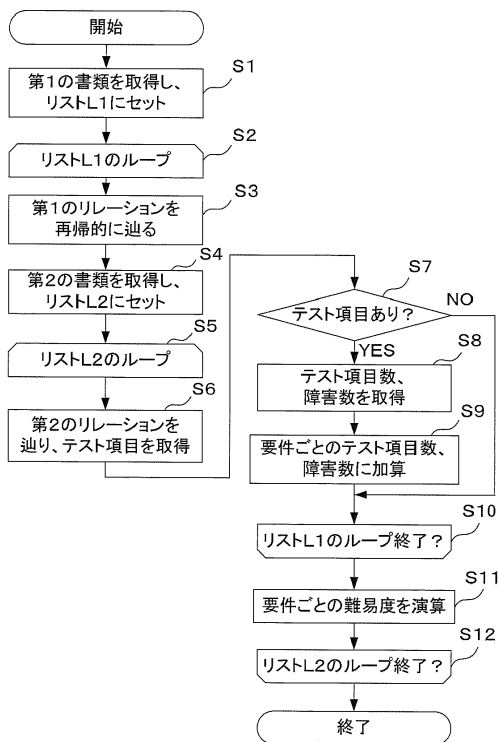 開始
S1
第1の書類を取得し、
リストL1にセット
S2
リストL1のループ
S3
第1のリレーションを
再帰的に辿る
S4
第2の書類を取得し、
リストL2にセット
S5
リストL2のループ
S6
第2のリレーションを
辿り、テスト項目を取得
S7
テスト項目あり?
NO
YES
S8
テスト項目数、
障害数を取得
S9
要件ごとのテスト項目数、
障害数に加算
S10
リストL1のループ終了?
S11
要件ごとの難易度を演算
S12
リストL2のループ終了?
終了